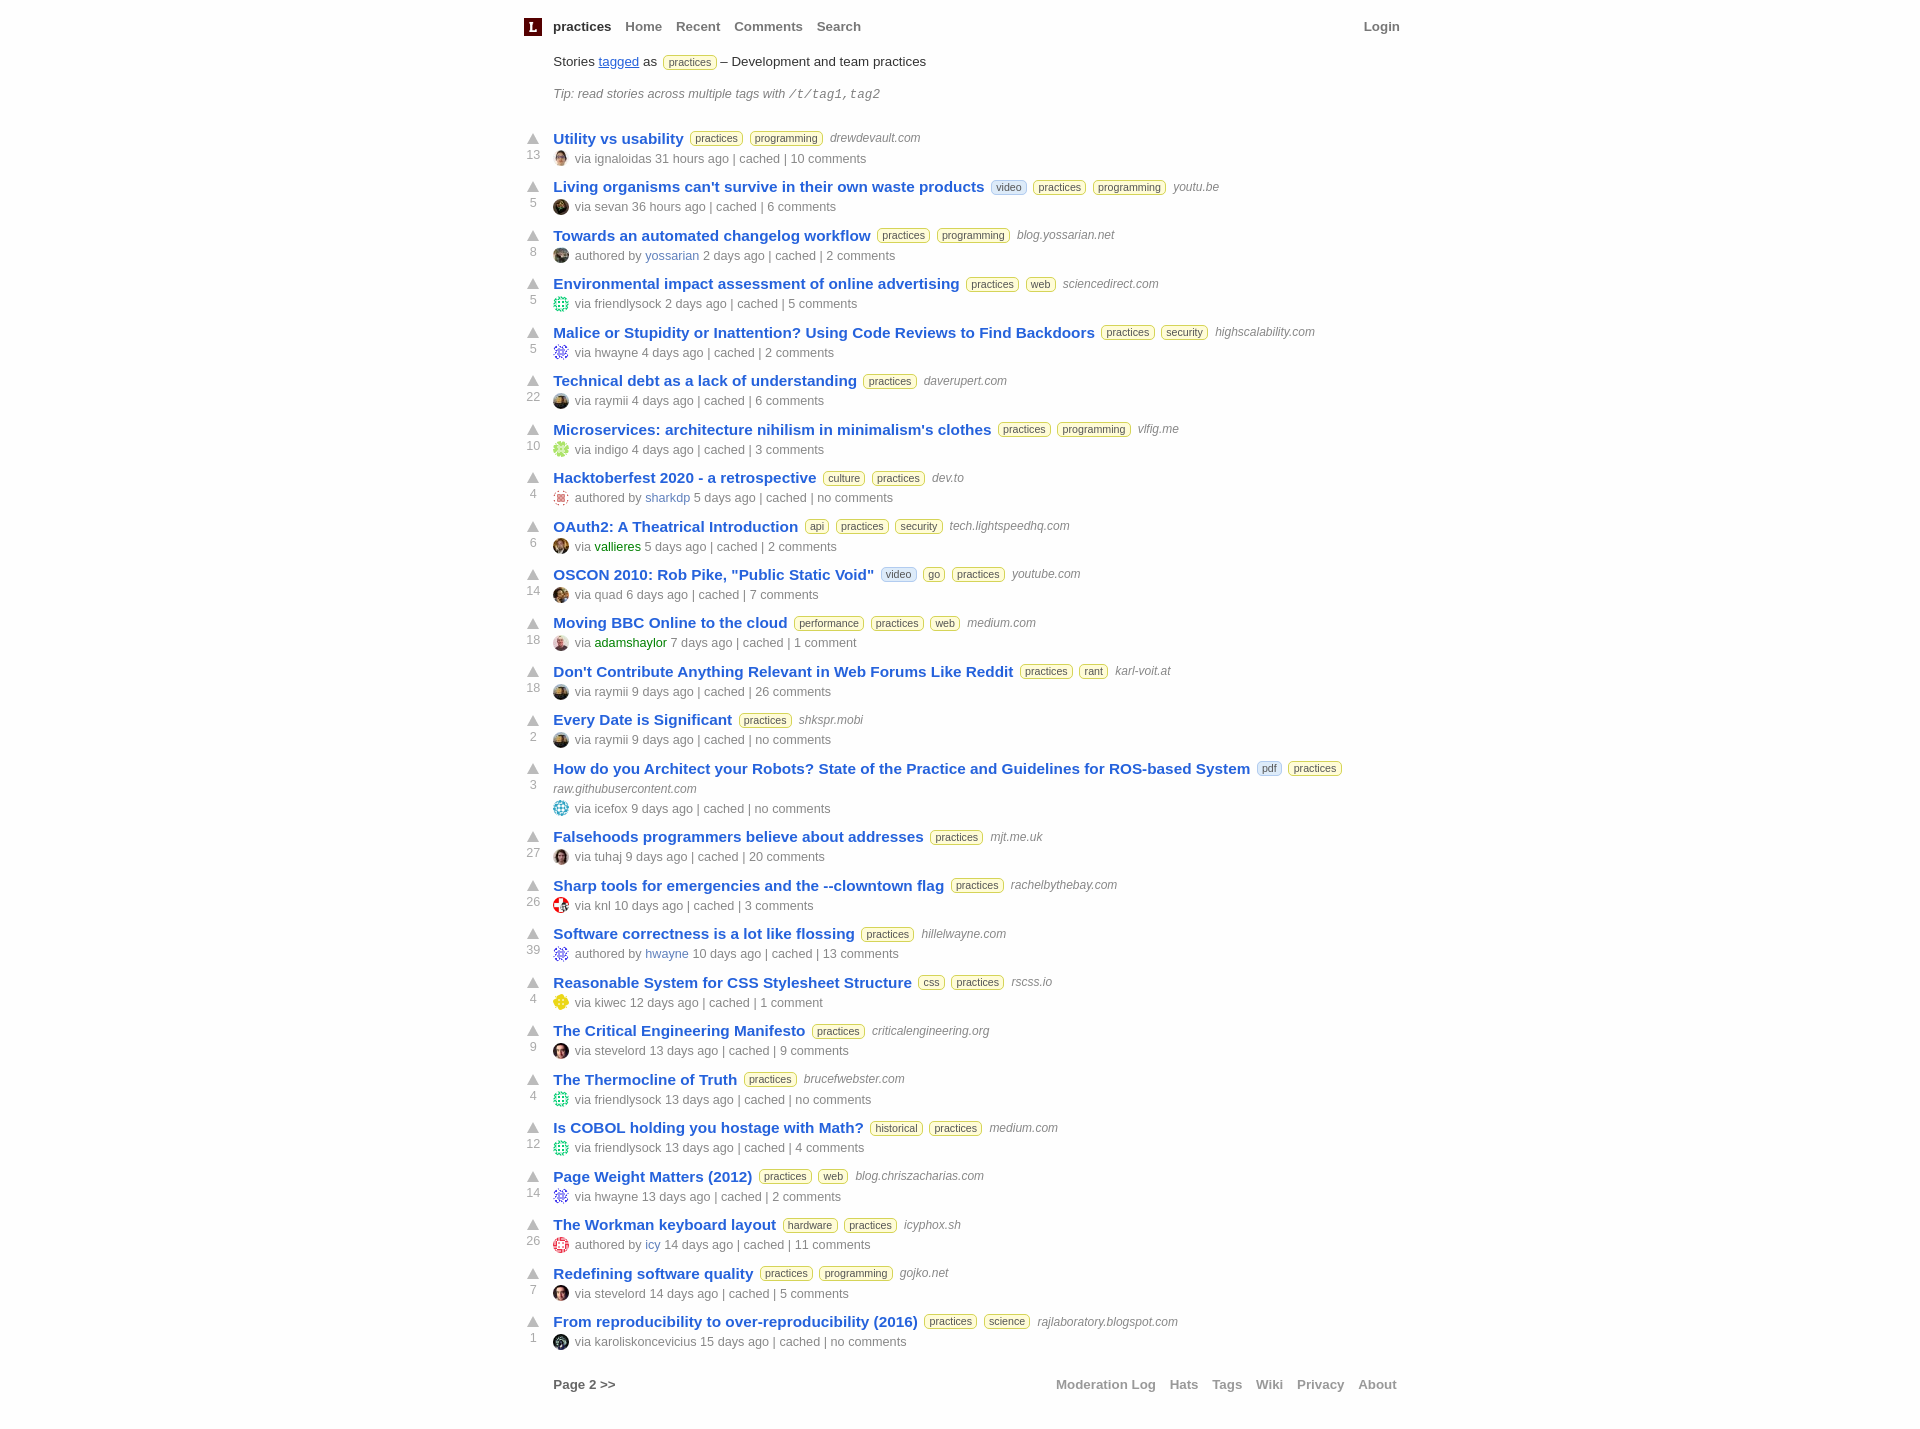 L practices Home Recent Comments Search Login
Stories tagged as practices – Development and team practices
Tip: read stories across multiple tags with /t/tag1,tag2
Utility vs usability practices programming drewdevault.com
13 via ignaloidas 31 hours ago | cached | 10 comments
Living organisms can't survive in their own waste products video practices programming youtu.be
5 via sevan 36 hours ago | cached | 6 comments
Towards an automated changelog workflow practices programming blog.yossarian.net
8 authored by yossarian 2 days ago | cached | 2 comments
Environmental impact assessment of online advertising practices web sciencedirect.com
5 via friendlysock 2 days ago | cached | 5 comments
Malice or Stupidity or Inattention? Using Code Reviews to Find Backdoors practices security highscalability.com
5 via hwayne 4 days ago | cached | 2 comments
Technical debt as a lack of understanding practices daverupert.com
22 via raymii 4 days ago | cached | 6 comments
Microservices: architecture nihilism in minimalism's clothes practices programming vlfig.me
10 via indigo 4 days ago | cached | 3 comments
Hacktoberfest 2020 - a retrospective culture practices dev.to
4 authored by sharkdp 5 days ago | cached | no comments
OAuth2: A Theatrical Introduction api practices security tech.lightspeedhq.com
6 via vallieres 5 days ago | cached | 2 comments
OSCON 2010: Rob Pike, "Public Static Void" video go practices youtube.com
14 via quad 6 days ago | cached | 7 comments
Moving BBC Online to the cloud performance practices web medium.com
18 via adamshaylor 7 days ago | cached | 1 comment
Don't Contribute Anything Relevant in Web Forums Like Reddit practices rant karl-voit.at
18 via raymii 9 days ago | cached | 26 comments
Every Date is Significant practices shkspr.mobi
2 via raymii 9 days ago | cached | no comments
How do you Architect your Robots? State of the Practice and Guidelines for ROS-based System pdf practices
3 raw.githubusercontent.com
via icefox 9 days ago | cached | no comments
Falsehoods programmers believe about addresses practices mjt.me.uk
27 via tuhaj 9 days ago | cached | 20 comments
Sharp tools for emergencies and the --clowntown flag practices rachelbythebay.com
26 via knl 10 days ago | cached | 3 comments
Software correctness is a lot like flossing practices hillelwayne.com
39 authored by hwayne 10 days ago | cached | 13 comments
Reasonable System for CSS Stylesheet Structure css practices rscss.io
4 via kiwec 12 days ago | cached | 1 comment
The Critical Engineering Manifesto practices criticalengineering.org
9 via stevelord 13 days ago | cached | 9 comments
The Thermocline of Truth practices brucefwebster.com
4 via friendlysock 13 days ago | cached | no comments
Is COBOL holding you hostage with Math? historical practices medium.com
12 via friendlysock 13 days ago | cached | 4 comments
Page Weight Matters (2012) practices web blog.chriszacharias.com
14 via hwayne 13 days ago | cached | 2 comments
The Workman keyboard layout hardware practices icyphox.sh
26 authored by icy 14 days ago | cached | 11 comments
Redefining software quality practices programming gojko.net
7 via stevelord 14 days ago | cached | 5 comments
From reproducibility to over-reproducibility (2016) practices science rajlaboratory.blogspot.com
1 via karoliskoncevicius 15 days ago | cached | no comments
Page 2 >> Moderation Log Hats Tags Wiki Privacy About